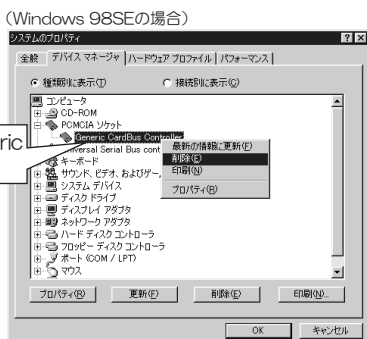 (Windows 98SEの場合)
システムのプロパティ
全般 デバイス マネージャ ハードウェア プロファイル パフォーマンス
種類別に表示(T) 接続別に表示(C)
コンピュータ
CD-ROM
PCMCIA ソケット
Generic CardBus Controller
ric
Universal Serial Bus cont
最新の情報に更新(F)
削除(E)
印刷(N)
プロパティ(R)
キーボード
サウンド、ビデオ、およびゲー
システム デバイス
ディスク ドライブ
ディスプレイ アダプタ
ネットワーク アダプタ
ハード ディスク コントローラ
フロッピー ディスク コントローラ
ポート (COM / LPT)
マウス
プロパティ(R) 更新(F) 削除(E) 印刷(N)...
OK キャンセル